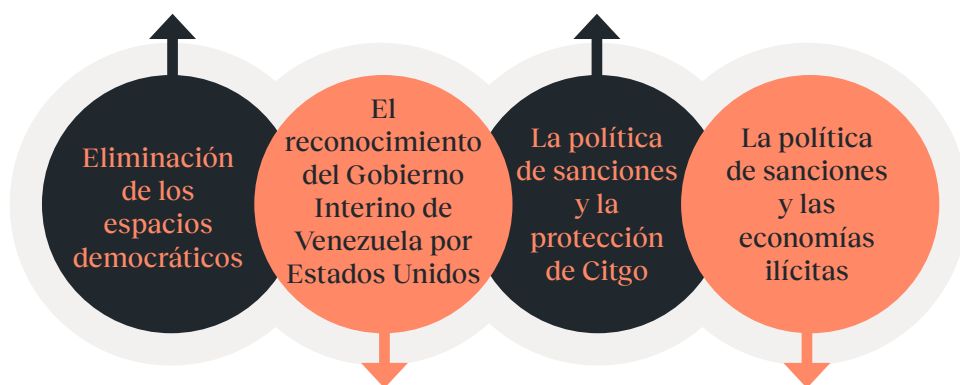 Eliminación
de los
espacios
democráticos
El
reconocimiento
del Gobierno
Interino de
Venezuela por
Estados Unidos
La política
de sanciones
y la
protección
de Citgo
La política
de sanciones
y las
economías
ilícitas